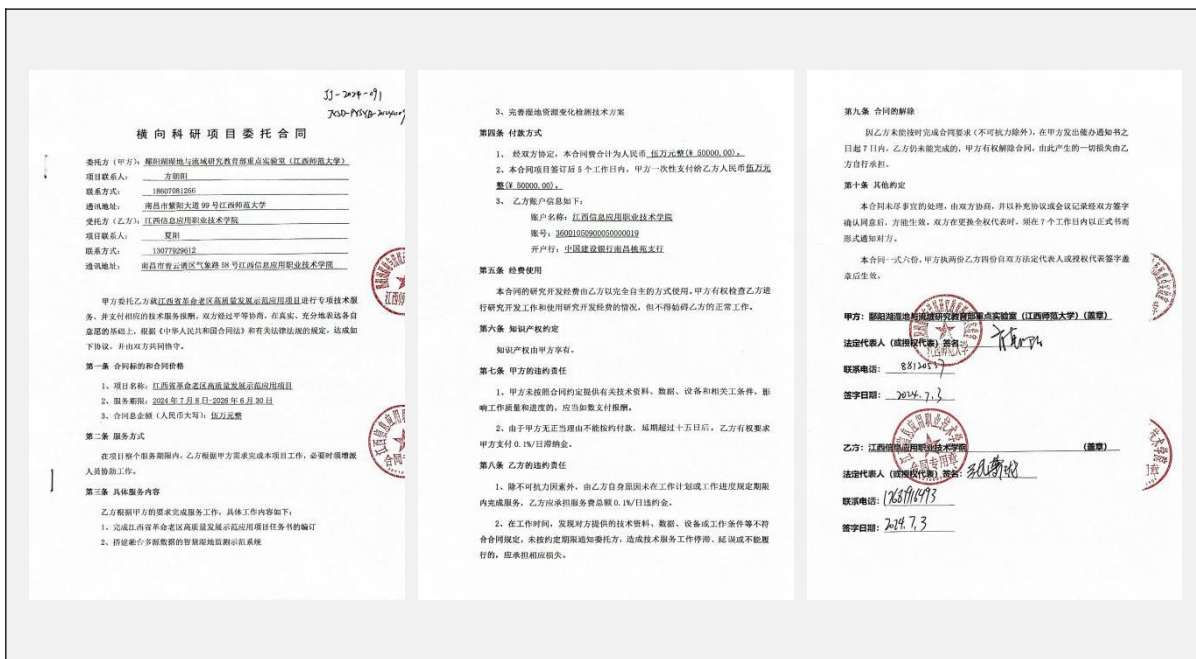 JJ-2024-091
横向科研项目委托合同
委托方（甲方）：鄱阳湖湿地与流域研究教育部重点实验室（江西师范大学）
项目联系人： 方朝阳
联系方式： 18607081266
通讯地址： 南昌市紫阳大道 99 号江西师范大学
受托方（乙方）：江西信息应用职业技术学院
项目联系人： 夏阳
联系方式： 13077929612
通讯地址： 南昌市青云谱区气象路 58 号江西信息应用职业技术学院
甲方委托乙方就江西省革命老区高质量发展示范应用项目进行专项技术服
务，并支付相应的技术服务报酬，双方经过平等协商，在真实、充分地表达各自
意愿的基础上，根据《中华人民共和国合同法》和有关法律法规的规定，达成如
下协议，并由双方共同恪守。
第一条 合同标的和合同价格
1、项目名称：江西省革命老区高质量发展示范应用项目
2、服务期限：2024 年 7 月 8 日-2026 年 6 月 30 日
3、合同总金额（人民币大写）：伍万元整
第二条 服务方式
在项目整个服务期限内，乙方根据甲方需求完成本项目工作，必要时须增派
人员协助工作。
第三条 具体服务内容
乙方根据甲方的要求完成服务工作，具体工作内容如下：
1、完成江西省革命老区高质量发展示范应用项目任务书的编订
2、搭建融合多源数据的智慧湿地监测示范系统
3、完善湿地资源变化检测技术方案
第四条 付款方式
1、 经双方协定，本合同费合计为人民币 伍万元整(¥ 50000.00)。
2、本合同项目签订后 5 个工作日内，甲方一次性支付给乙方人民币伍万元
整(¥ 50000.00)。
3、 乙方账户信息如下：
账户名称：江西信息应用职业技术学院
账号：36001050900050000019
开户行：中国建设银行南昌桃苑支行
第五条 经费使用
本合同的研究开发经费由乙方以完全自主的方式使用。甲方有权检查乙方进
行研究开发工作和使用研究开发经费的情况，但不得妨碍乙方的正常工作。
第六条 知识产权约定
知识产权由甲方享有。
第七条 甲方的违约责任
1、甲方未按照合同约定提供有关技术资料、数据、设备和相关工条件，影
响工作质量和进度的，应当如数支付报酬。
2、由于甲方无正当理由不能按约付款，延期超过十五日后，乙方有权要求
甲方支付 0.1%/日滞纳金。
第八条 乙方的违约责任
1、除不可抗力因素外，由乙方自身原因未在工作计划或工作进度规定期限
内完成服务，乙方应承担服务费总额 0.1%/日违约金。
2、在工作时间，发现对方提供的技术资料、数据、设备或工作条件等不符
合合同规定，未按约定期限通知委托方，造成技术服务工作停滞、延误或不能履
行的，应承担相应损失。
第九条 合同的解除
因乙方未能按时完成合同要求（不可抗力除外），在甲方发出催办通知书之
日起 7 日内，乙方仍未能完成的，甲方有权解除合同，由此产生的一切损失由乙
方自行承担。
第十条 其他约定
本合同未尽事宜的处理，由双方协商，并以补充协议或会议记录经双方签字
确认同意后，方能生效。双方在更换全权代表时，须在 7 个工作日内以正式书面
形式通知对方。
本合同一式六份，甲方执两份乙方四份自双方法定代表人或授权代表签字盖
章后生效。
甲方：鄱阳湖湿地与流域研究教育部重点实验室（江西师范大学）（盖章）
法定代表人（或授权代表）签名：
联系电话： 88120537
签字日期： 2024.7.3
乙方：江西信息应用职业技术学院 （盖章）
法定代表人（或授权代表）签名：
联系电话：
签字日期： 2024.7.3